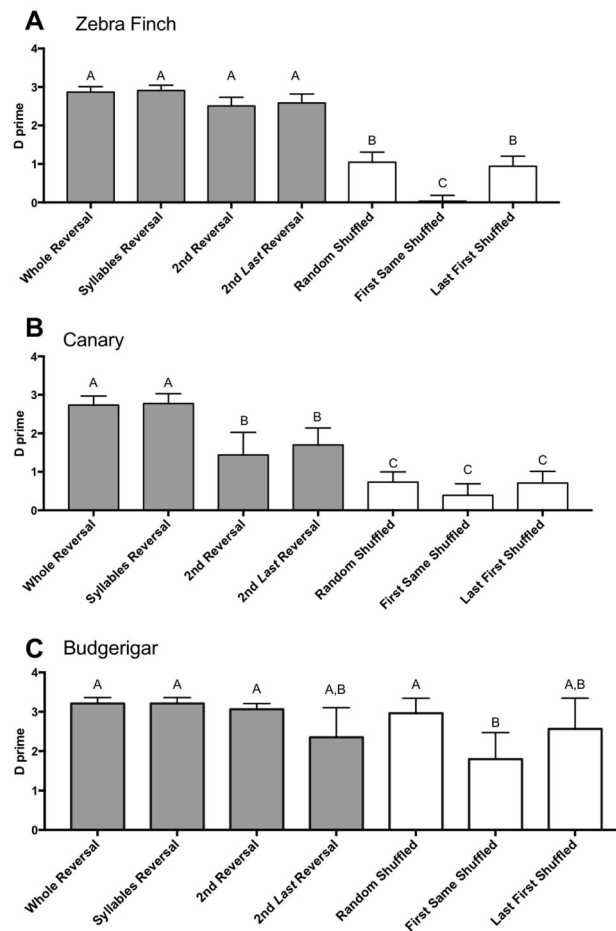 A Zebra Finch
D prime
4
3
2
1
0
A A A A B C B
Whole Reversal
Syllables Reversal
2nd Reversal
2nd Last Reversal
Random Shuffled
First Same Shuffled
Last First Shuffled
B Canary
D prime
4
3
2
1
0
A A B B C C C
Whole Reversal
Syllables Reversal
2nd Reversal
2nd Last Reversal
Random Shuffled
First Same Shuffled
Last First Shuffled
C Budgerigar
D prime
4
3
2
1
0
A A A A,B A B A,B
Whole Reversal
Syllables Reversal
2nd Reversal
2nd Last Reversal
Random Shuffled
First Same Shuffled
Last First Shuffled